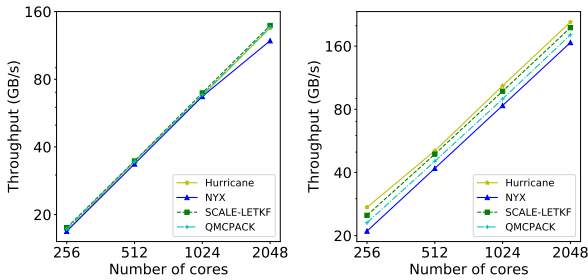 160
80
40
20
Throughput (GB/s)
Hurricane
NYX
SCALE-LETKF
QMCPACK
256 512 1024 2048
Number of cores
160
80
40
20
Throughput (GB/s)
Hurricane
NYX
SCALE-LETKF
QMCPACK
256 512 1024 2048
Number of cores